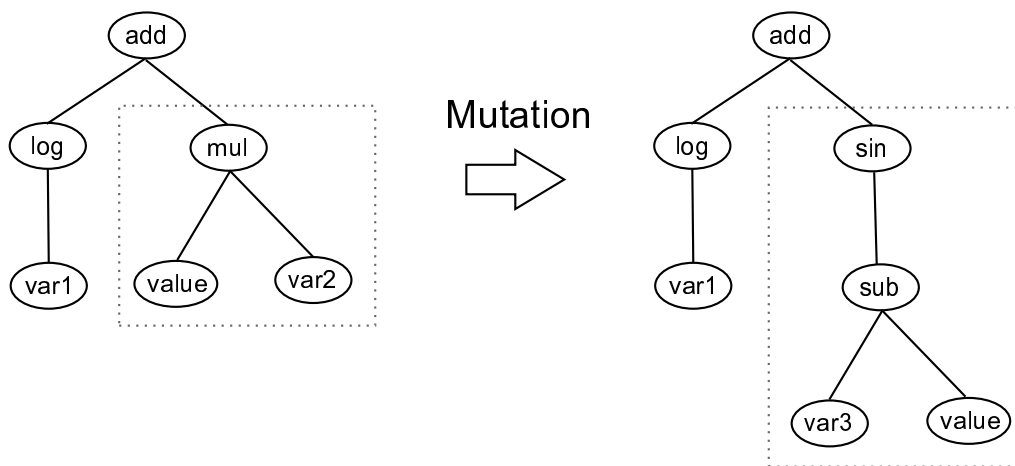 add
log
mul
var1
value
var2
Mutation
add
log
sin
var1
sub
var3
value